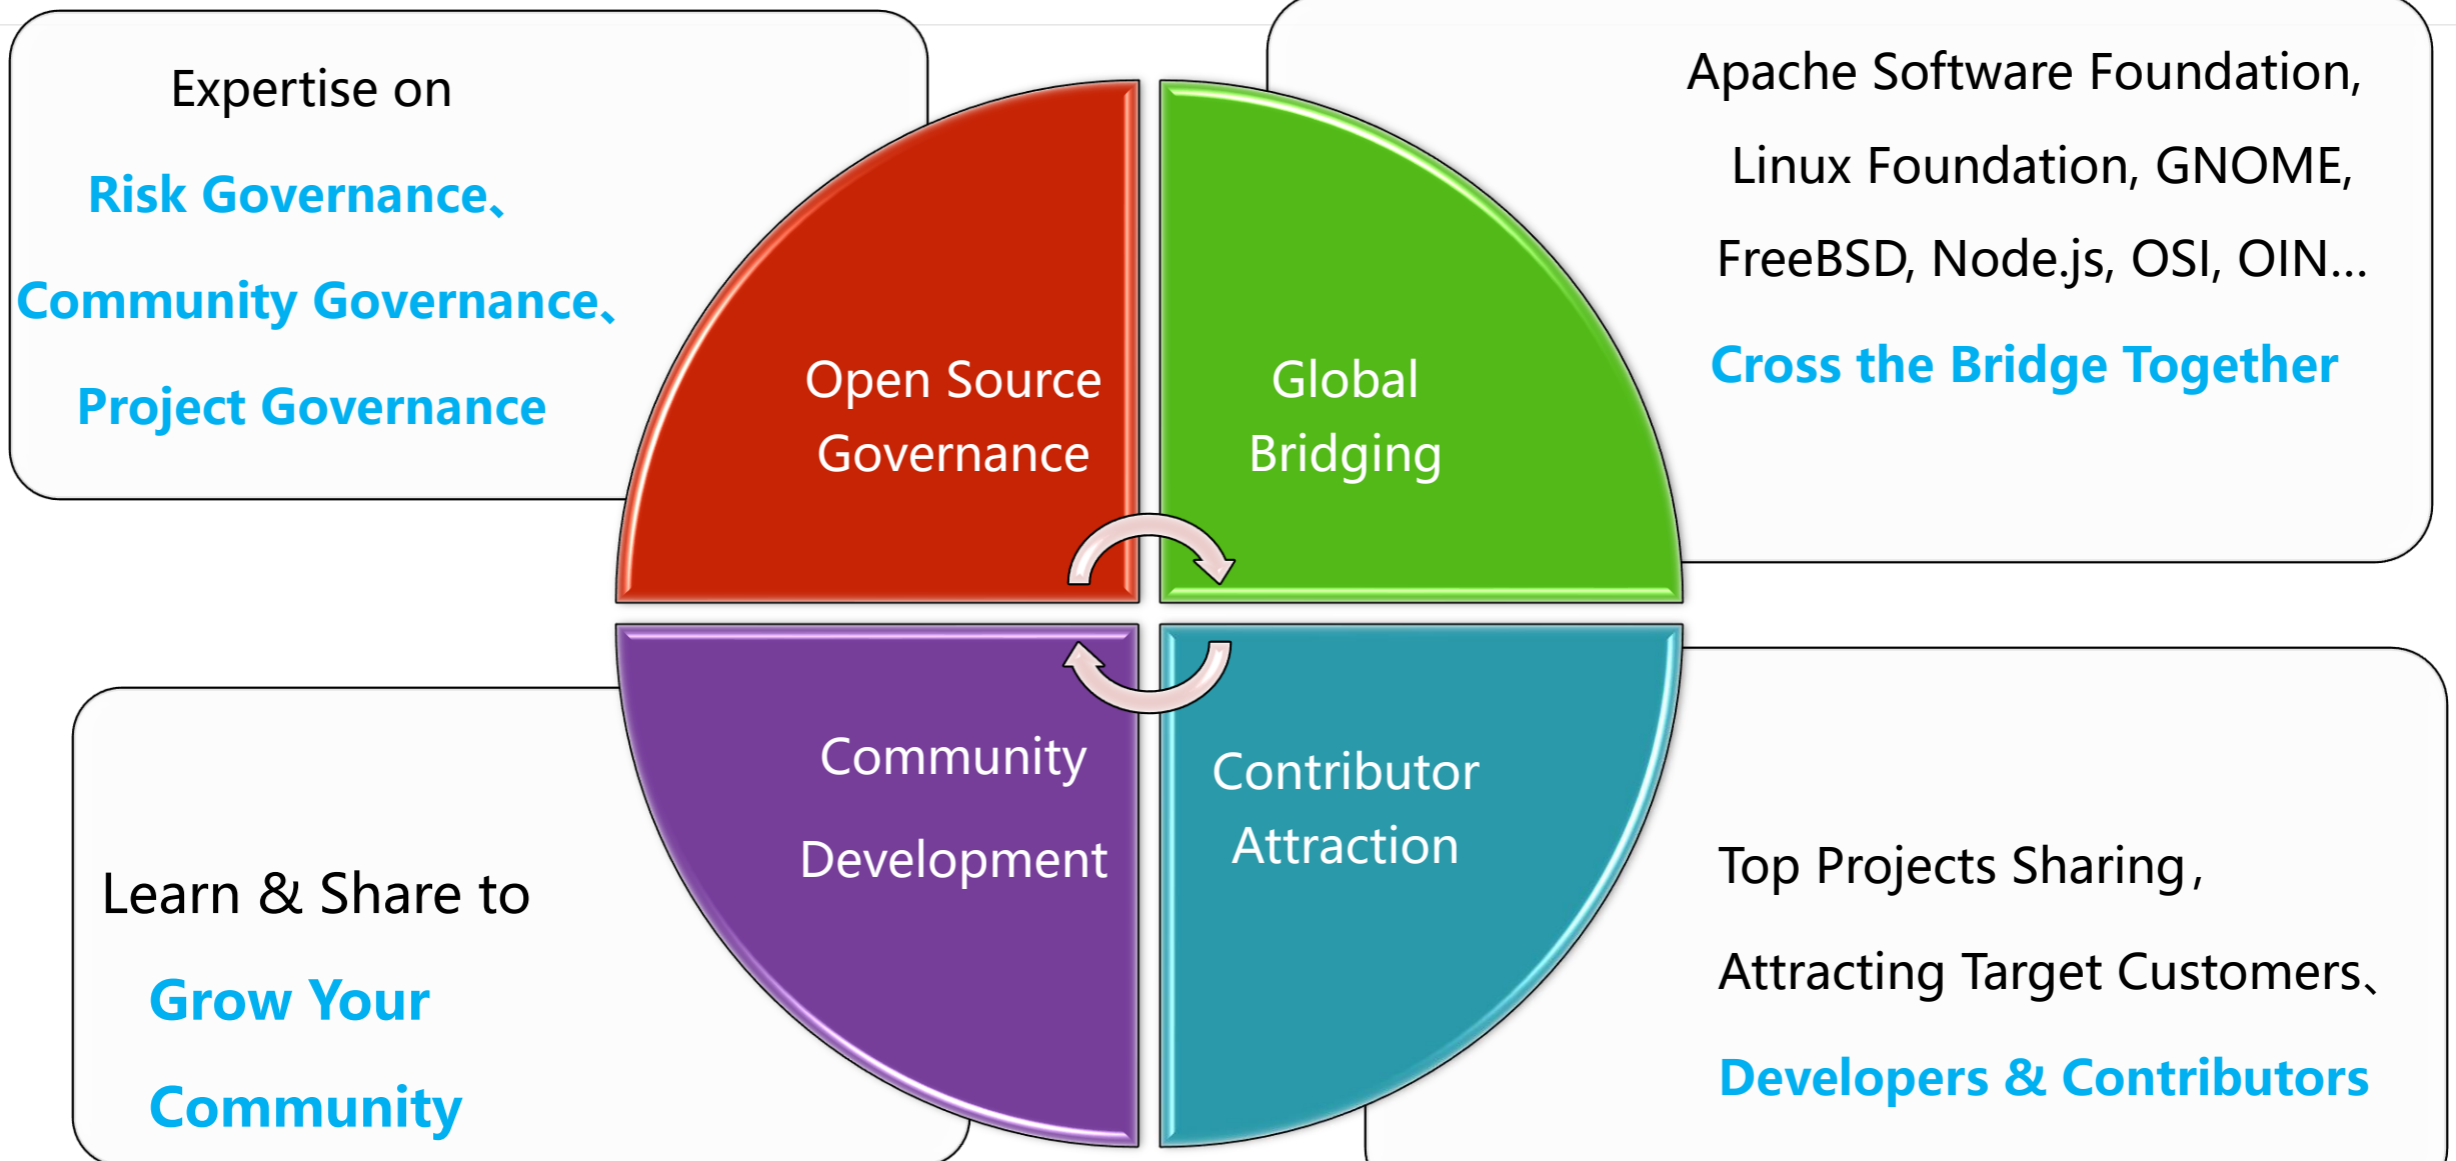 Expertise on
Risk Governance、
Community Governance、
Project Governance
Open Source
Governance
Global
Bridging
Apache Software Foundation,
Linux Foundation, GNOME,
FreeBSD, Node.js, OSI, OIN...
Cross the Bridge Together
Learn & Share to
Grow Your
Community
Community
Development
Contributor
Attraction
Top Projects Sharing，
Attracting Target Customers、
Developers & Contributors